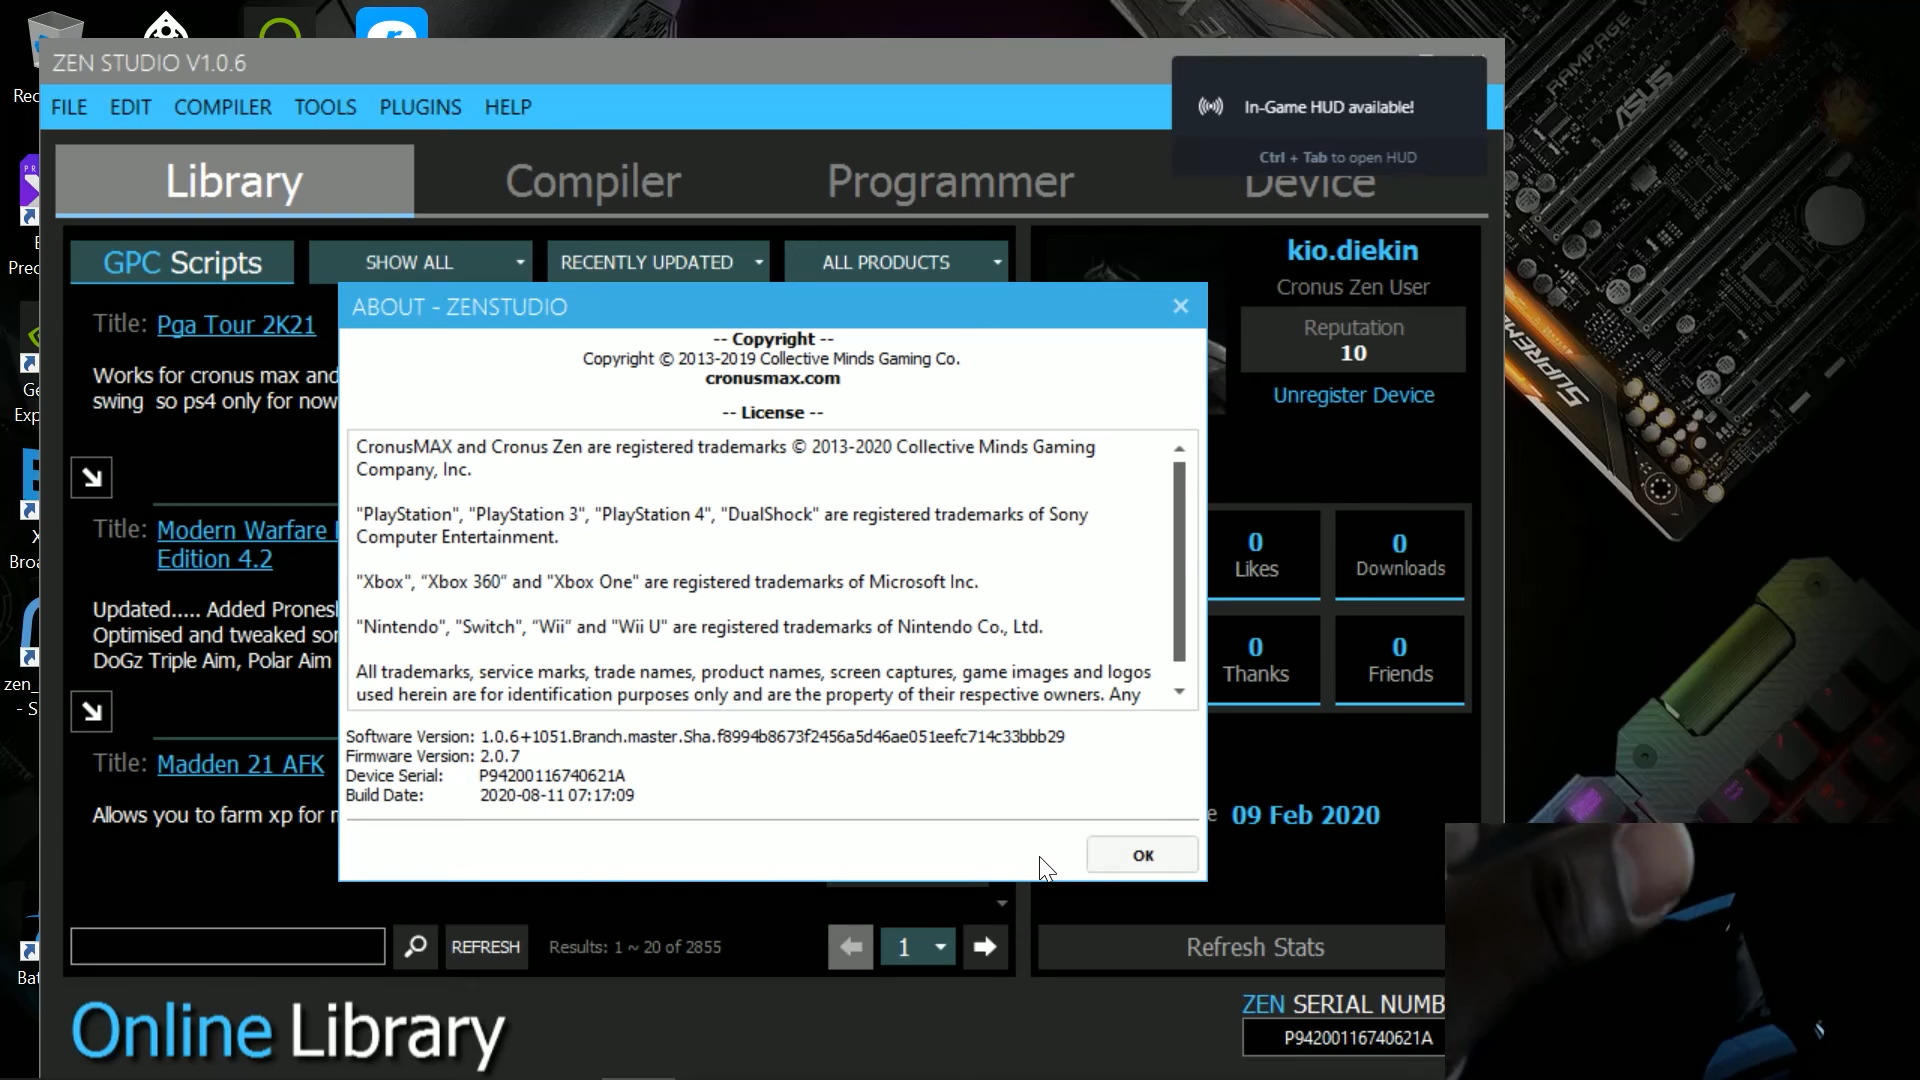 ZEN STUDIO V1.0.6
In-Game HUD available!
Ctrl + Tab to open HUD
FILE EDIT COMPILER TOOLS PLUGINS HELP
Library Compiler Programmer Device
GPC Scripts SHOW ALL RECENTLY UPDATED ALL PRODUCTS
Title: Pga Tour 2K21
Works for cronus max and
swing so ps4 only for now
Title: Modern Warfare
Edition 4.2
Updated..... Added
Optimised and tweaked
DoGz Triple Aim, Polar Aim
Title: Madden 21 AFK
Allows you to farm xp for
kio.diekin
Cronus Zen User
Reputation
10
Unregister Device
0
Likes
0
Downloads
0
Thanks
0
Friends
09 Feb 2020
ABOUT - ZENSTUDIO
-- Copyright --
Copyright © 2013-2019 Collective Minds Gaming Co.
cronusmax.com
-- License --
CronusMAX and Cronus Zen are registered trademarks © 2013-2020 Collective Minds Gaming
Company, Inc.
"PlayStation", "PlayStation 3", "PlayStation 4", "DualShock" are registered trademarks of Sony
Computer Entertainment.
"Xbox", "Xbox 360" and "Xbox One" are registered trademarks of Microsoft Inc.
"Nintendo", "Switch", "Wii" and "Wii U" are registered trademarks of Nintendo Co., Ltd.
All trademarks, service marks, trade names, product names, screen captures, game images and logos
used herein are for identification purposes only and are the property of their respective owners. Any
Software Version: 1.0.6+1051.Branch.master.Sha.f8994b8673f2456a5d46ae051eefc714c33bbb29
Firmware Version: 2.0.7
Device Serial: P94200116740621A
Build Date: 2020-08-11 07:17:09
OK
REFRESH Results: 1 ~ 20 of 2855 1
Refresh Stats
Online Library
ZEN SERIAL NUMB
P94200116740621A
Rec
Prec
Ge
Exp
X
Broa
zen_
- S
Bat
RAMPAGE
ASUS
SUPREME